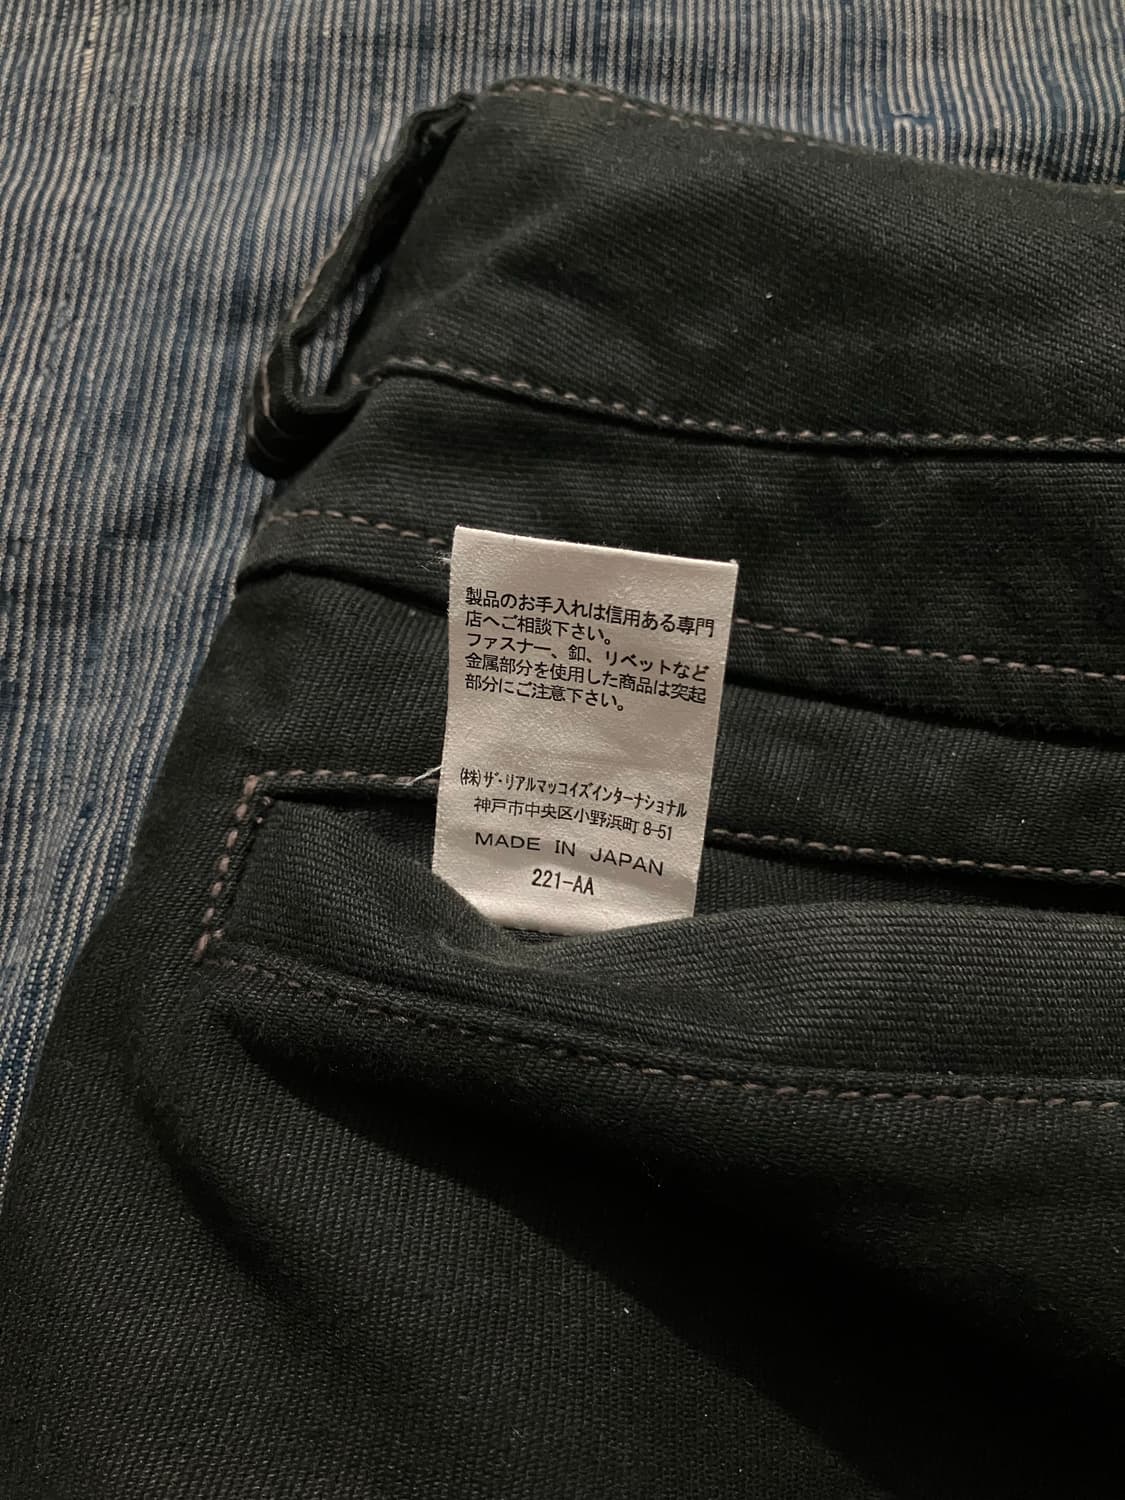 製品のお手入れは信用ある専門
店へご相談下さい。
ファスナー、釦、リベットなど
金属部分を使用した商品は突起
部分にご注意下さい。
(株)ザ・リアルマッコイズインターナショナル
神戸市中央区小野浜町 8-51
MADE IN JAPAN
221-AA